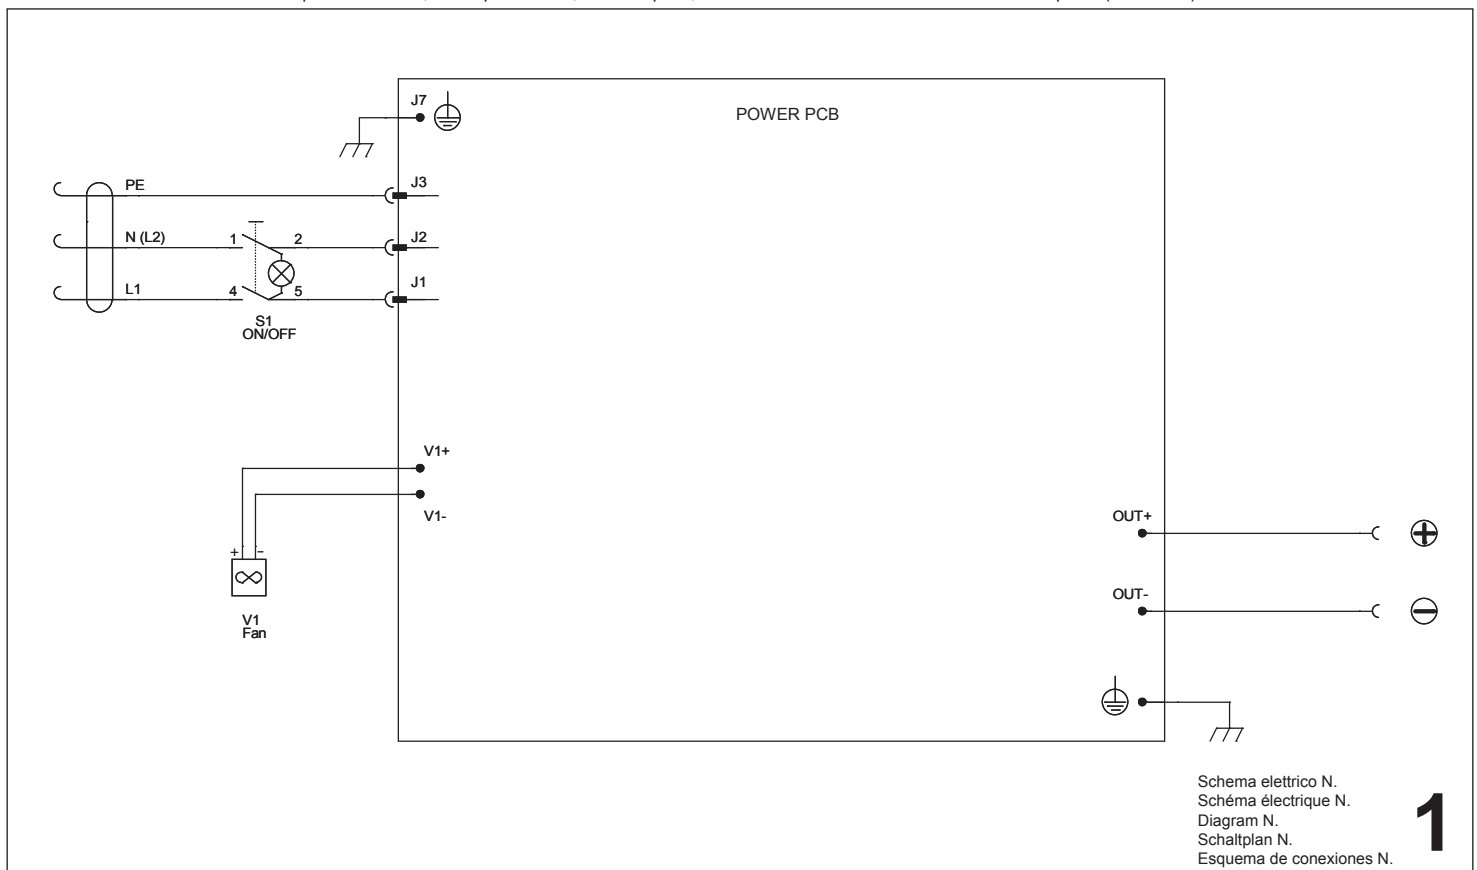 J7
POWER PCB
PE
J3
N (L2)
1
2
J2
L1
4
5
J1
S1
ON/OFF
V1+
V1-
+ -
V1
Fan
OUT+
OUT-
Schema elettrico N.
Schéma électrique N.
Diagram N.
Schaltplan N.
Esquema de conexiones N.
1